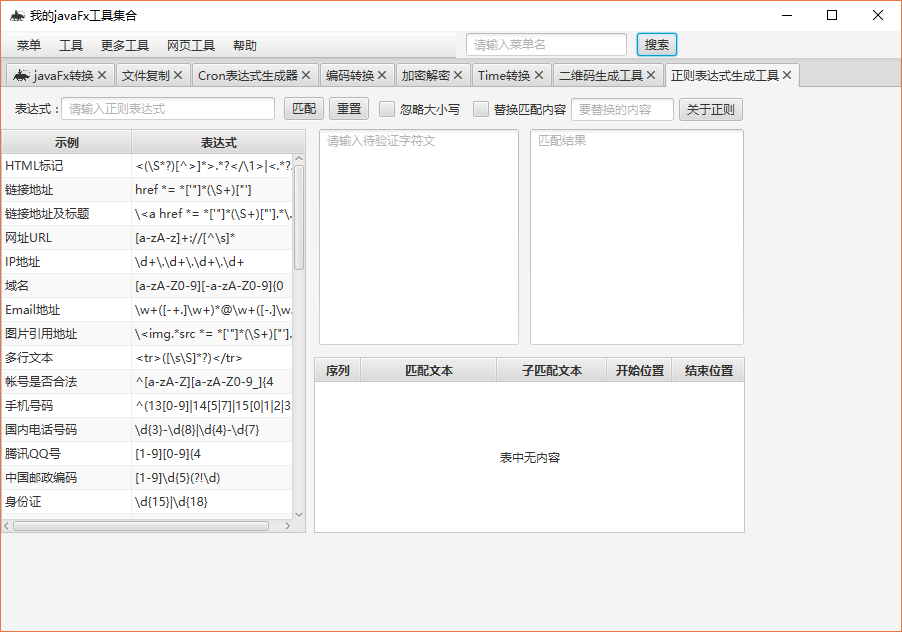 我的javaFx工具集合
菜单 工具 更多工具 网页工具 帮助 请输入菜单名 搜索
javaFx转换 文件复制 Cron表达式生成器 编码转换 加密解密 Time转换 二维码生成工具 正则表达式生成工具
表达式： 请输入正则表达式 匹配 重置 忽略大小写 替换匹配内容 要替换的内容 关于正则
示例 表达式
HTML标记 <(\S*?)[^>]*>.*?</\1>|<.*?
链接地址 href *= *['"]*(\S+)["']
链接地址及标题 \<a href *= *['"]*(\S+)["'].*\.
网址URL [a-zA-z]+://[^\s]*
IP地址 \d+\.\d+\.\d+\.\d+
域名 [a-zA-Z0-9][-a-zA-Z0-9]{0
Email地址 \w+([-+.]\w+)*@\w+([-.]\w.
图片引用地址 \<img.*src *= *['"]*(\S+)["'].
多行文本 <tr>([\s\S]*?)</tr>
帐号是否合法 ^[a-zA-Z][a-zA-Z0-9_]{4
手机号码 ^(13[0-9]|14[5|7]|15[0|1|2|3
国内电话号码 \d{3}-\d{8}|\d{4}-\d{7}
腾讯QQ号 [1-9][0-9]{4
中国邮政编码 [1-9]\d{5}(?!\d)
身份证 \d{15}|\d{18}
请输入待验证字符文
匹配结果
序列 匹配文本 子匹配文本 开始位置 结束位置
表中无内容